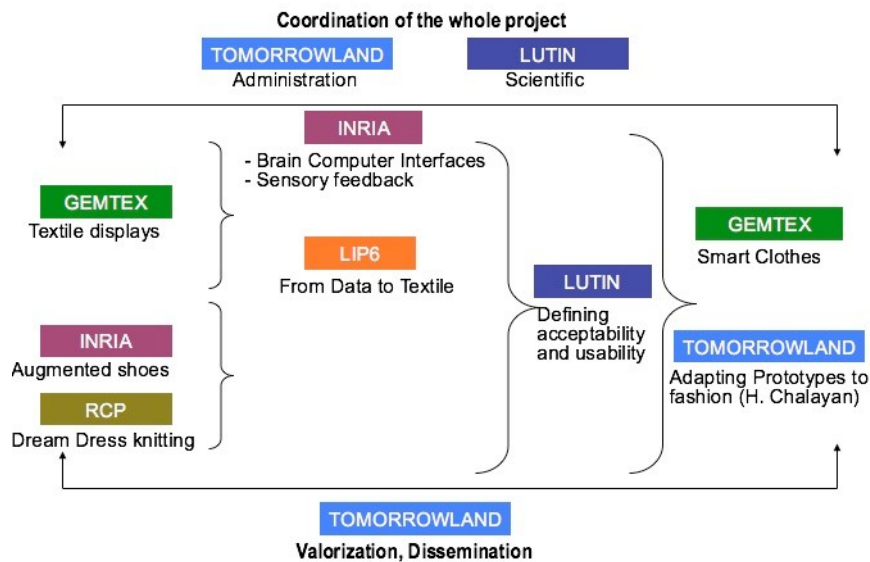 Coordination of the whole project
TOMORROWLAND
Administration
LUTIN
Scientific
INRIA
- Brain Computer Interfaces
- Sensory feedback
GEMTEX
Textile displays
LIP6
From Data to Textile
INRIA
Augmented shoes
RCP
Dream Dress knitting
LUTIN
Defining
acceptability
and usability
GEMTEX
Smart Clothes
TOMORROWLAND
Adapting Prototypes to
fashion (H. Chalayan)
TOMORROWLAND
Valorization, Dissemination